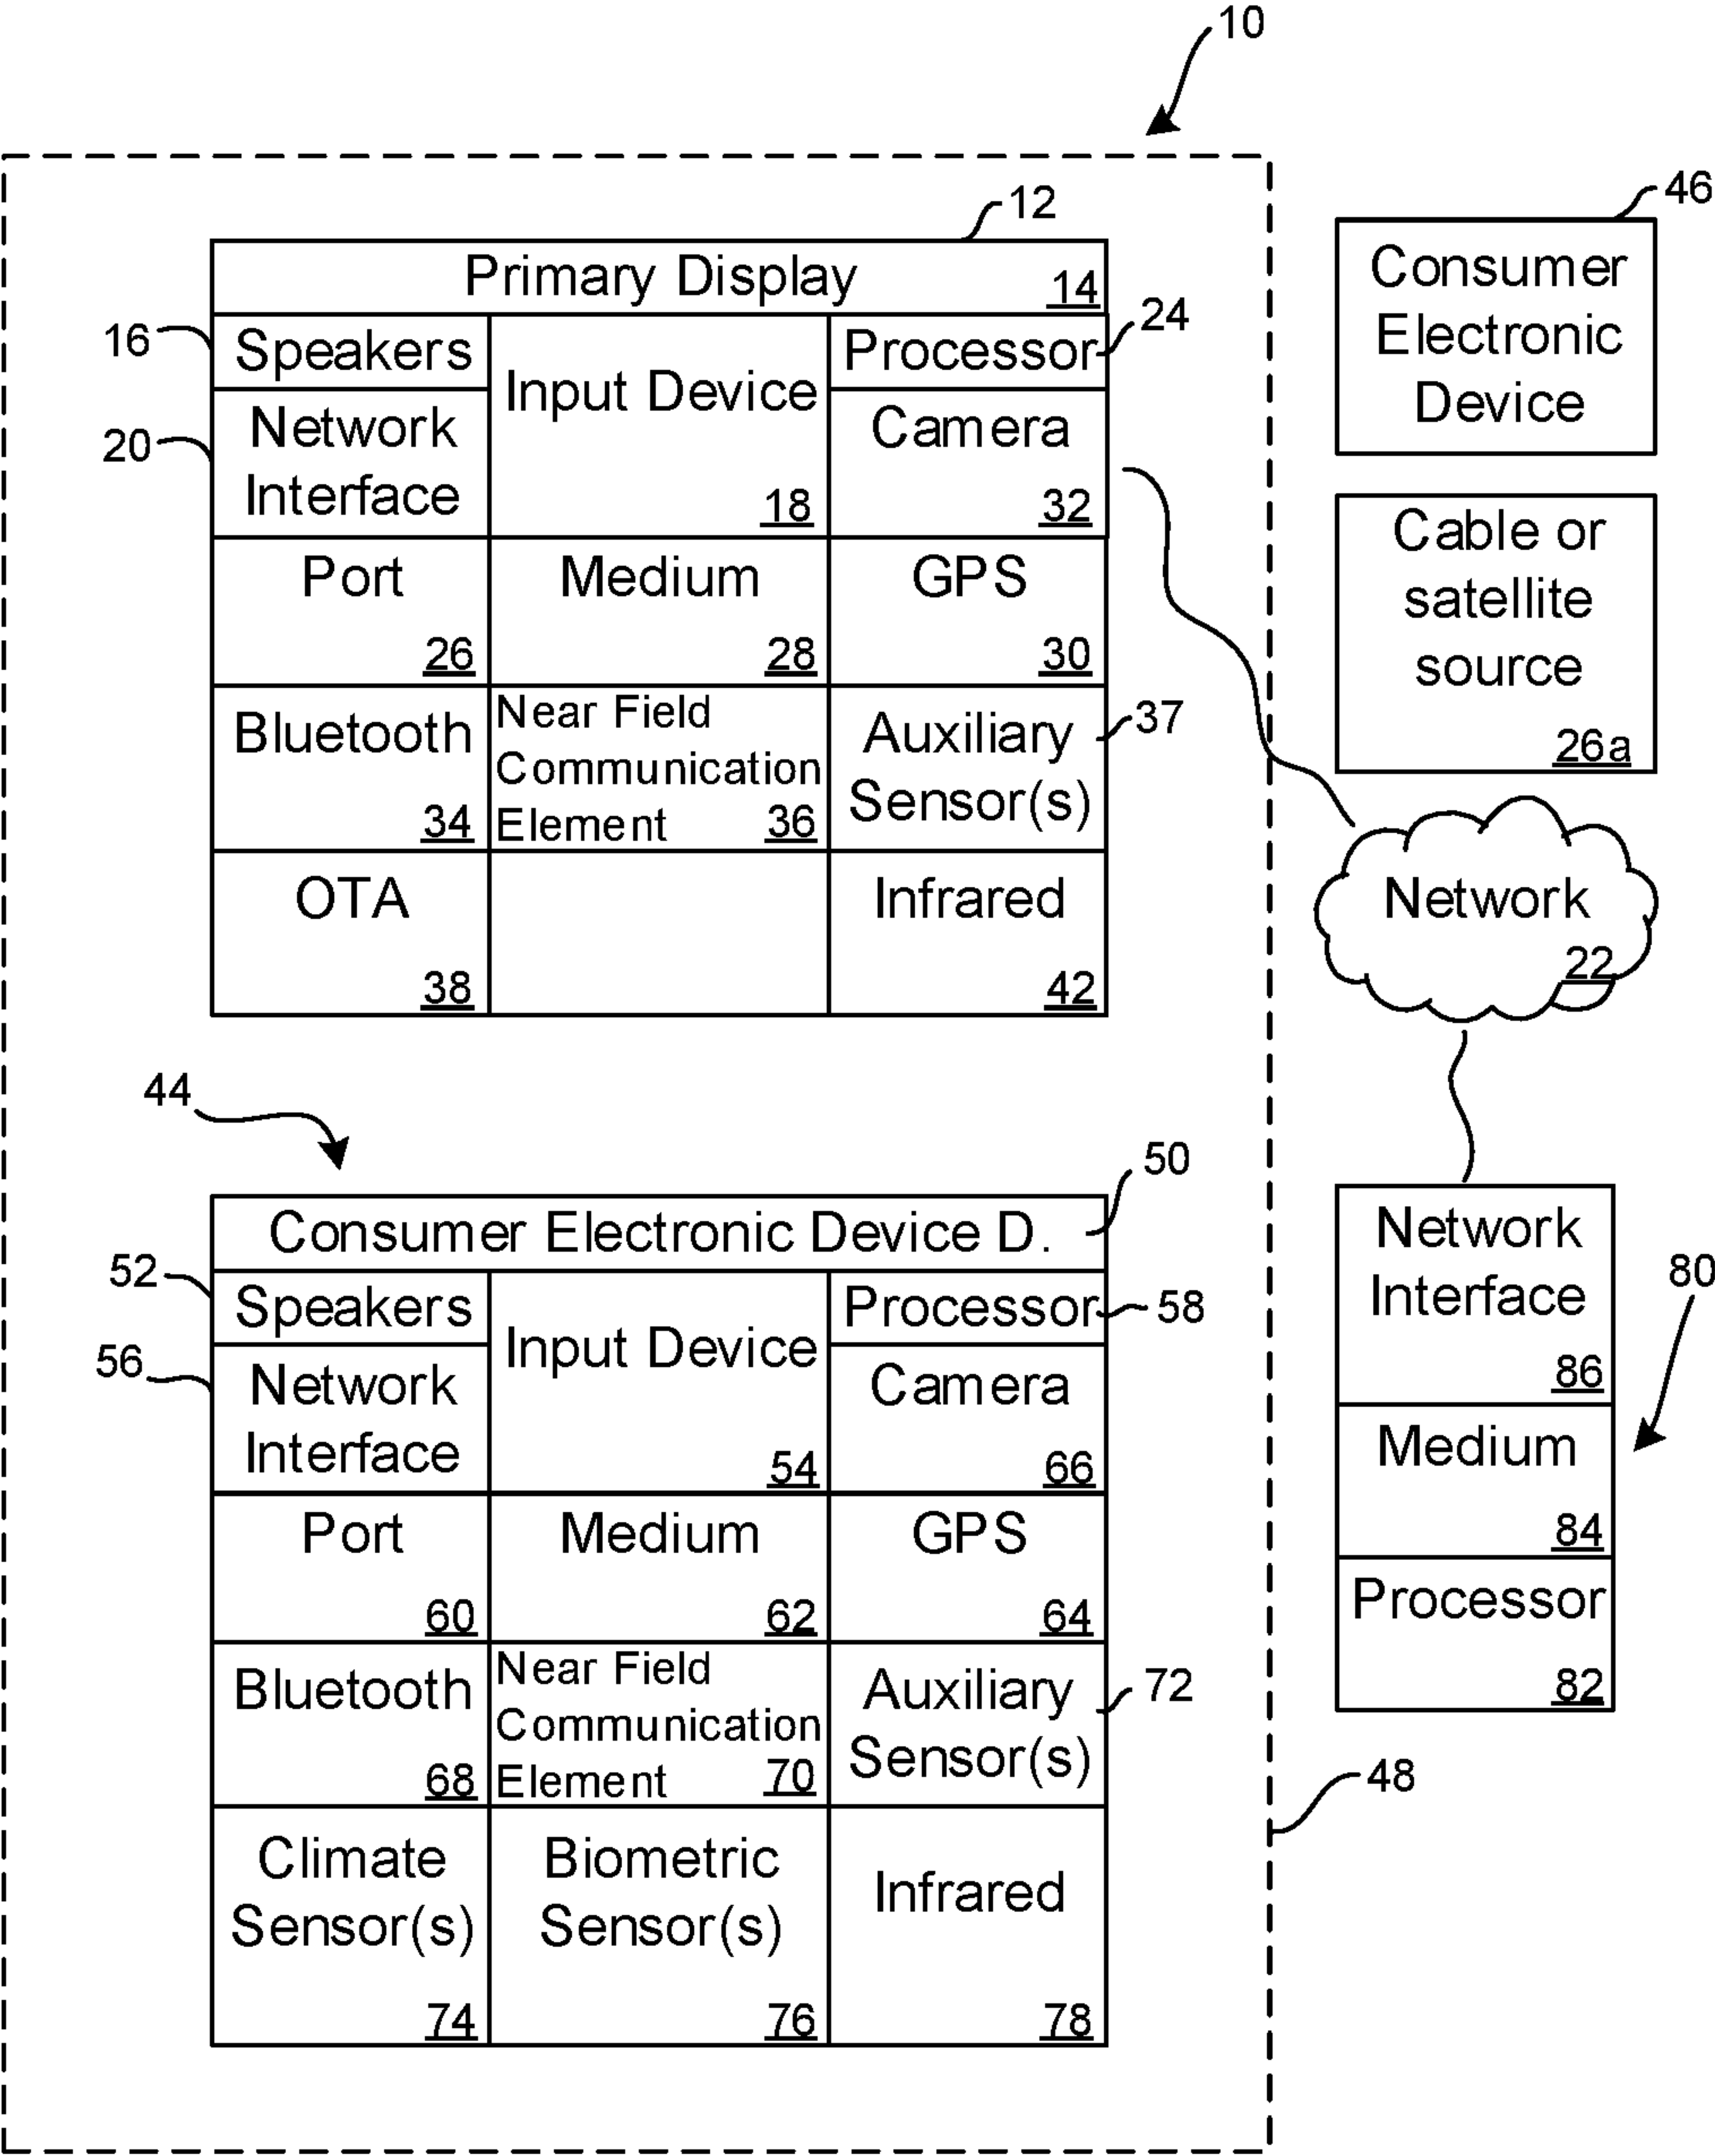 10
12
46
Primary Display
14
Consumer
Electronic
Device
16
Speakers
Input Device
18
Processor
24
20
Network
Interface
Camera
32
Cable or
satellite
source
26a
Port
26
Medium
28
GPS
30
Bluetooth
34
Near Field
Communication
Element
36
Auxiliary
Sensor(s)
37
OTA
38
Infrared
42
Network
22
44
50
Consumer Electronic Device D.
52
Speakers
Input Device
54
Processor
58
56
Network
Interface
Camera
66
Network
Interface
86
80
Port
60
Medium
62
GPS
64
Medium
84
Processor
82
Bluetooth
68
Near Field
Communication
Element
70
Auxiliary
Sensor(s)
72
48
Climate
Sensor(s)
74
Biometric
Sensor(s)
76
Infrared
78